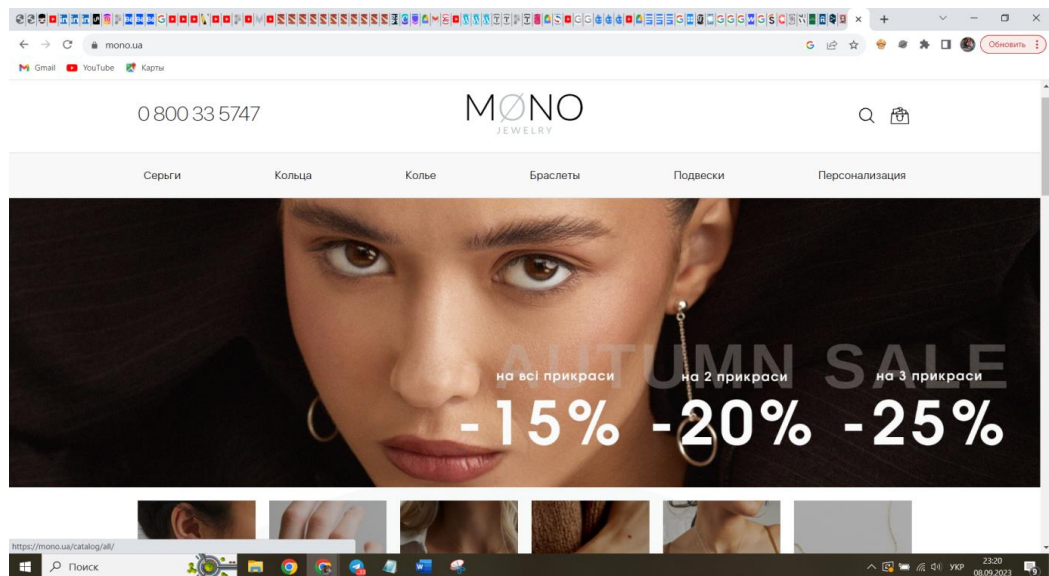 mono.ua
Обновить
Gmail
YouTube
Карты
0 800 33 5747
MØNO
JEWELRY
Серьги
Кольца
Колье
Браслеты
Подвески
Персонализация
AUTUMN SALE
на всі прикраси
на 2 прикраси
на 3 прикраси
-15%
-20%
-25%
https://mono.ua/catalog/all/
Поиск
УКР
23:20
08.09.2023